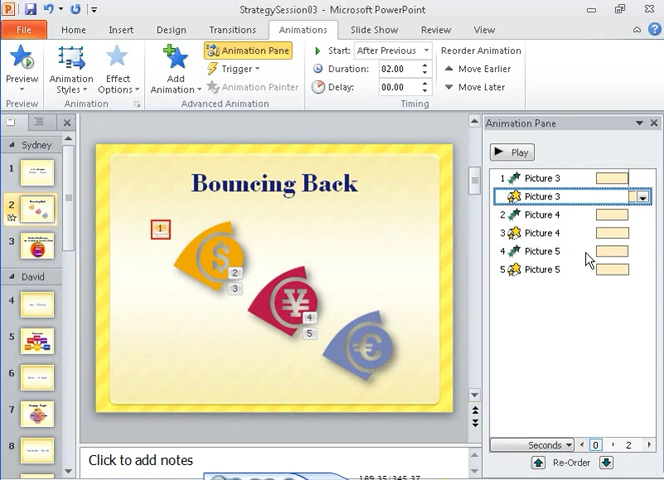 StrategySession03 - Microsoft PowerPoint
File Home Insert Design Transitions Animations Slide Show Review View
Preview
Animation Styles
Effect Options
Add Animation
Animation Pane
Trigger
Animation Painter
Start: After Previous
Duration: 02.00
Delay: 00.00
Reorder Animation
Move Earlier
Move Later
Preview Animation Advanced Animation Timing
Sydney
1
2
3
David
4
5
6
7
8
Bouncing Back
1
$
2
3
¥
4
5
€
Click to add notes
189.35/345.37
Animation Pane
Play
1 Picture 3
Picture 3
2 Picture 4
3 Picture 4
4 Picture 5
5 Picture 5
Seconds 0 2
Re-Order